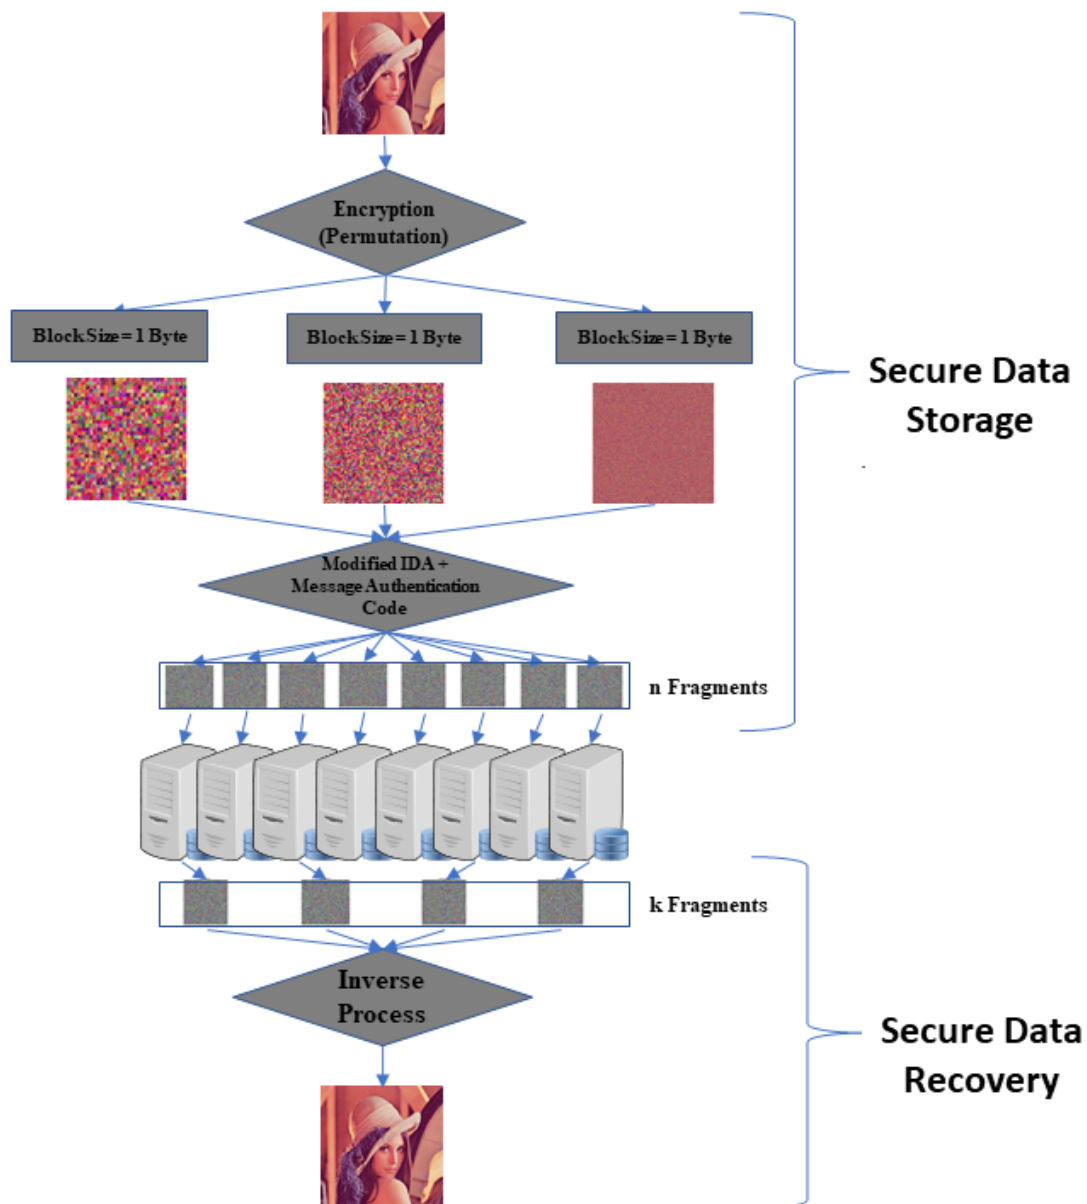 Encryption
(Permutation)
BlockSize= 1 Byte
BlockSize= 1 Byte
BlockSize= 1 Byte
Secure Data
Storage
Modified IDA +
Message Authentication
Code
n Fragments
k Fragments
Inverse
Process
Secure Data
Recovery